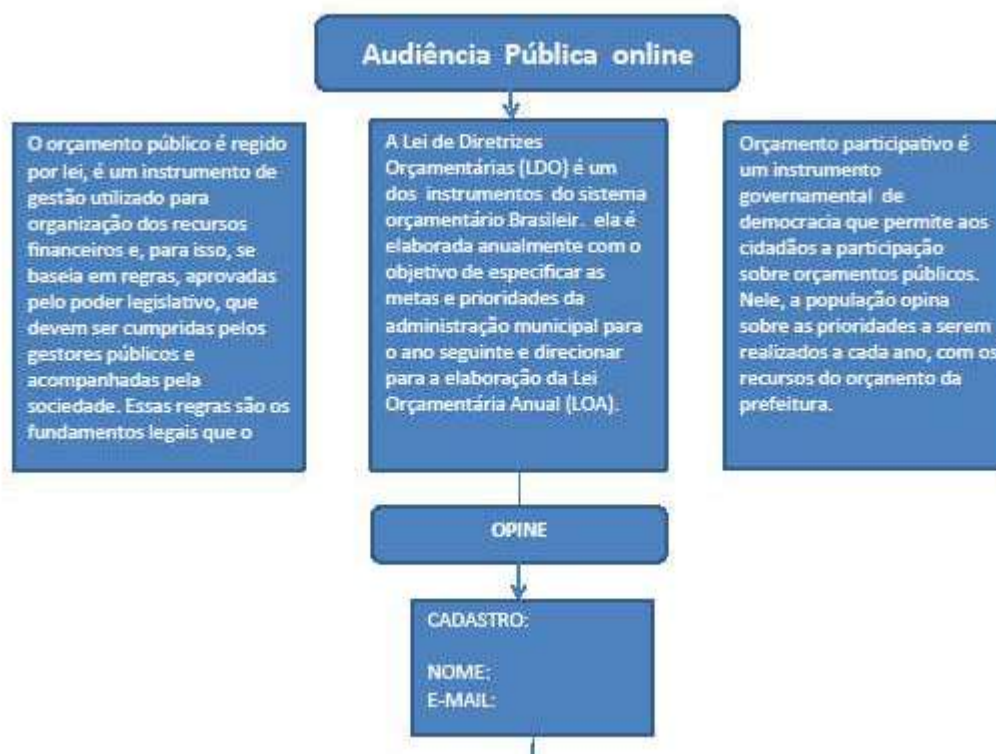 Audiência Pública online
O orçamento público é regido
por lei, é um instrumento de
gestão utilizado para
organização dos recursos
financeiros e, para isso, se
baseia em regras, aprovadas
pelo poder legislativo, que
devem ser cumpridas pelos
gestores públicos e
acompanhadas pela
sociedade. Essas regras são os
fundamentos legais que o
A Lei de Diretrizes
Orçamentárias (LDO) é um
dos instrumentos do sistema
orçamentário Brasileir. ela é
elaborada anualmente com o
objetivo de especificar as
metas e prioridades da
administração municipal para
o ano seguinte e direcionar
para a elaboração da Lei
Orçamentária Anual (LOA).
Orçamento participativo é
um instrumento
governamental de
democracia que permite aos
cidadãos a participação
sobre orçamentos públicos.
Nele, a população opina
sobre as prioridades a serem
realizados a cada ano, com os
recursos do orçanento da
prefeitura.
OPINE
CADASTRO:
NOME:
E-MAIL: